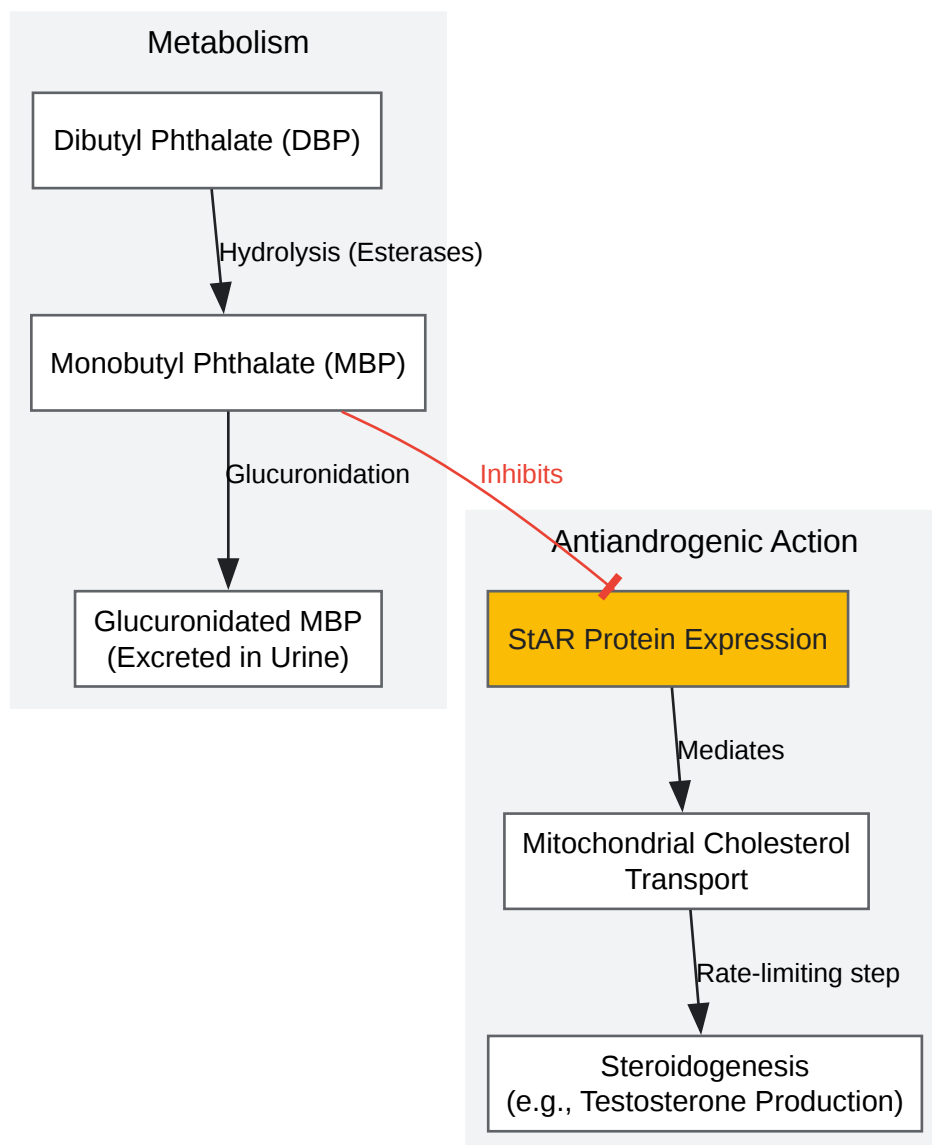 Metabolism
Dibutyl Phthalate (DBP)
Hydrolysis (Esterases)
Monobutyl Phthalate (MBP)
Glucuronidation
Inhibits
Glucuronidated MBP
(Excreted in Urine)
Antiandrogenic Action
StAR Protein Expression
Mediates
Mitochondrial Cholesterol
Transport
Rate-limiting step
Steroidogenesis
(e.g., Testosterone Production)